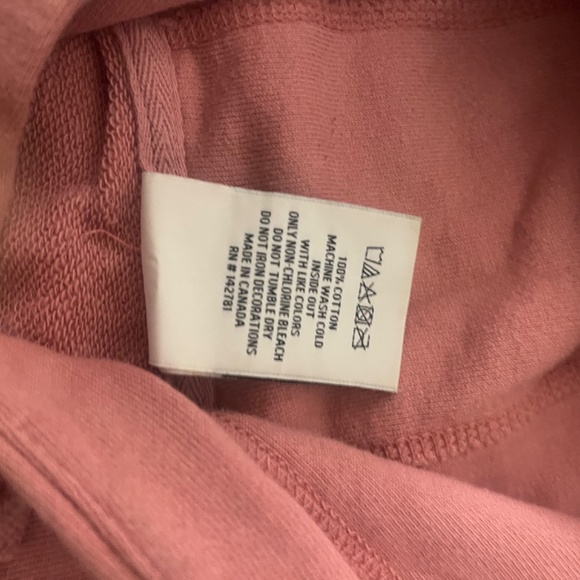 100% COTTON
MACHINE WASH COLD
INSIDE OUT
WITH LIKE COLORS
ONLY NON-CHLORINE BLEACH
DO NOT TUMBLE DRY
DO NOT IRON DECORATIONS
MADE IN CANADA
RN # 142781